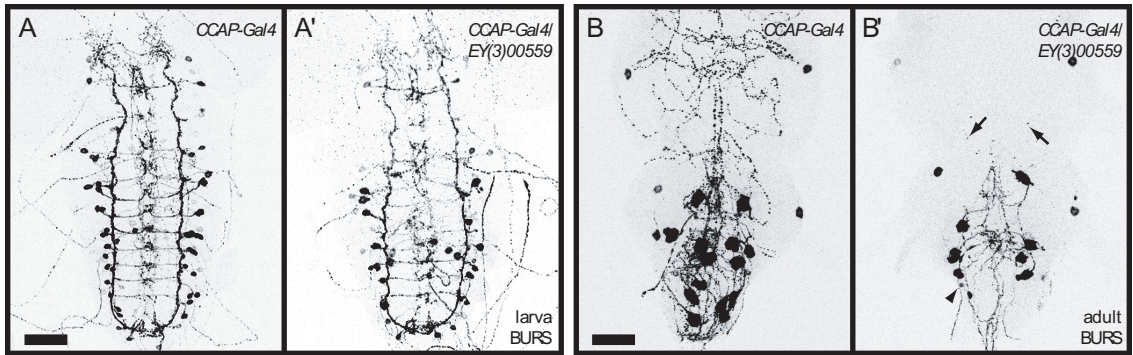 A
CCAP-Gal4
A'
CCAP-Gal4/
EY(3)00559
larva
BURS
B
CCAP-Gal4
B'
CCAP-Gal4/
EY(3)00559
adult
BURS